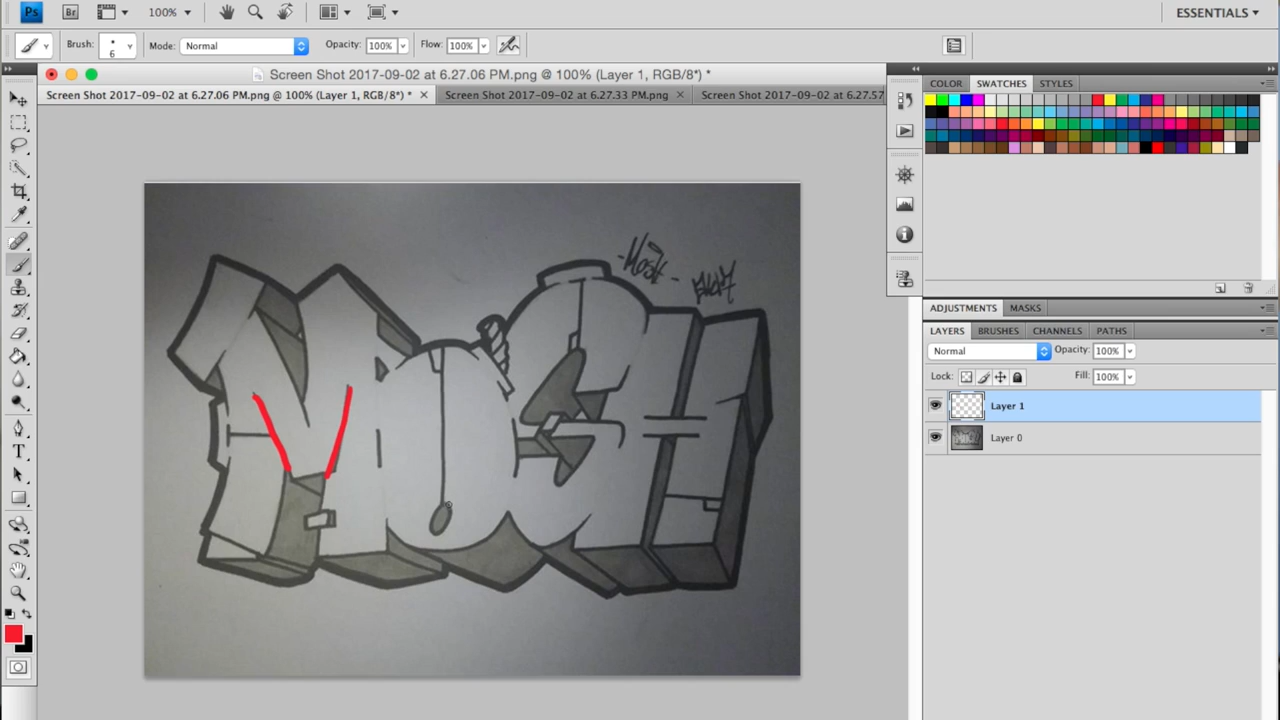 Ps Br 100% ESSENTIALS
Brush: 6 Mode: Normal Opacity: 100% Flow: 100%
Screen Shot 2017-09-02 at 6.27.06 PM.png @ 100% (Layer 1, RGB/8*) *
Screen Shot 2017-09-02 at 6.27.06 PM.png @ 100% (Layer 1, RGB/8*) * Screen Shot 2017-09-02 at 6.27.33 PM.png Screen Shot 2017-09-02 at 6.27.57
COLOR SWATCHES STYLES
ADJUSTMENTS MASKS
LAYERS BRUSHES CHANNELS PATHS
Normal Opacity: 100%
Lock: Fill: 100%
Layer 1
Layer 0
T